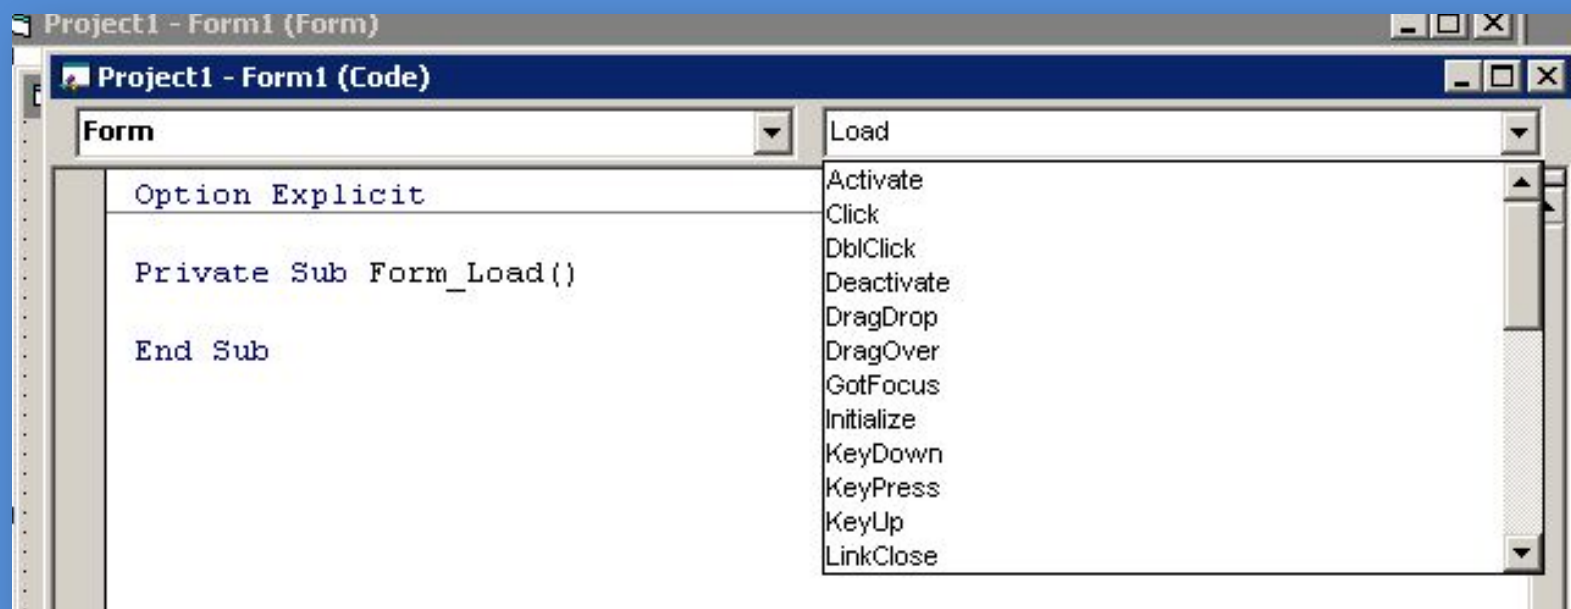 Project1 - Form1 (Form)
Project1 - Form1 (Code)
Form
Load
Option Explicit
Private Sub Form_Load()
End Sub
Activate
Click
DblClick
Deactivate
DragDrop
DragOver
GotFocus
Initialize
KeyDown
KeyPress
KeyUp
LinkClose